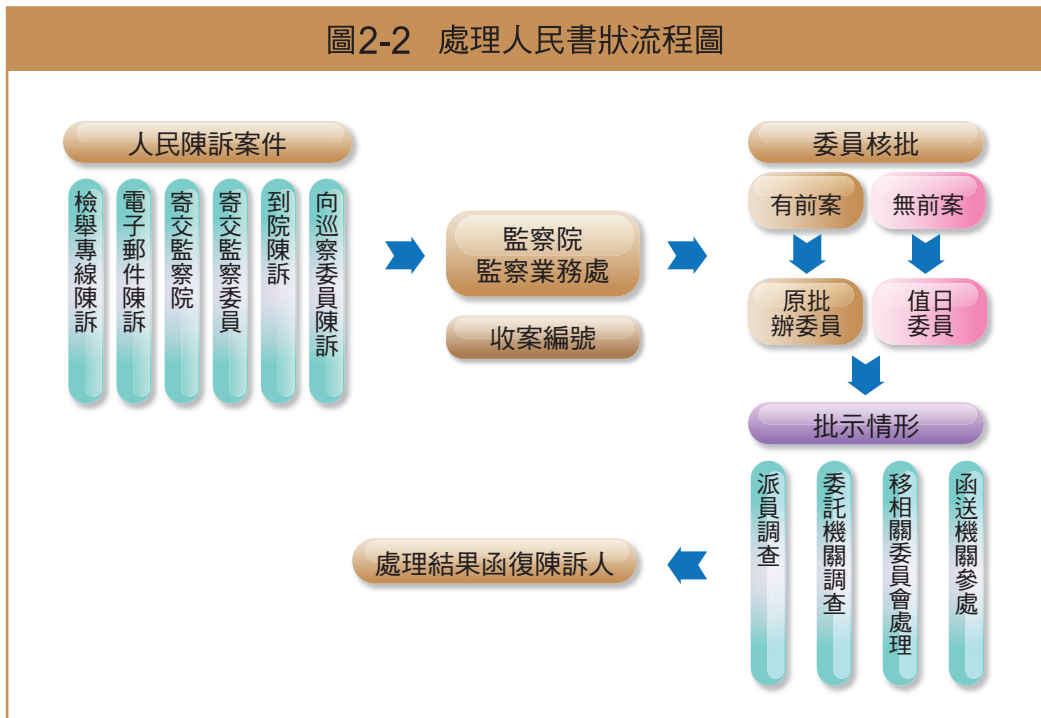 圖2-2 處理人民書狀流程圖
人民陳訴案件
檢舉專線陳訴
電子郵件陳訴
寄交監察院
寄交監察委員
到院陳訴
向巡察委員陳訴
監察院
監察業務處
收案編號
委員核批
有前案
無前案
原批
辦委員
值日
委員
批示情形
派員調查
委託機關調查
移相關委員會處理
函送機關參處
處理結果函復陳訴人